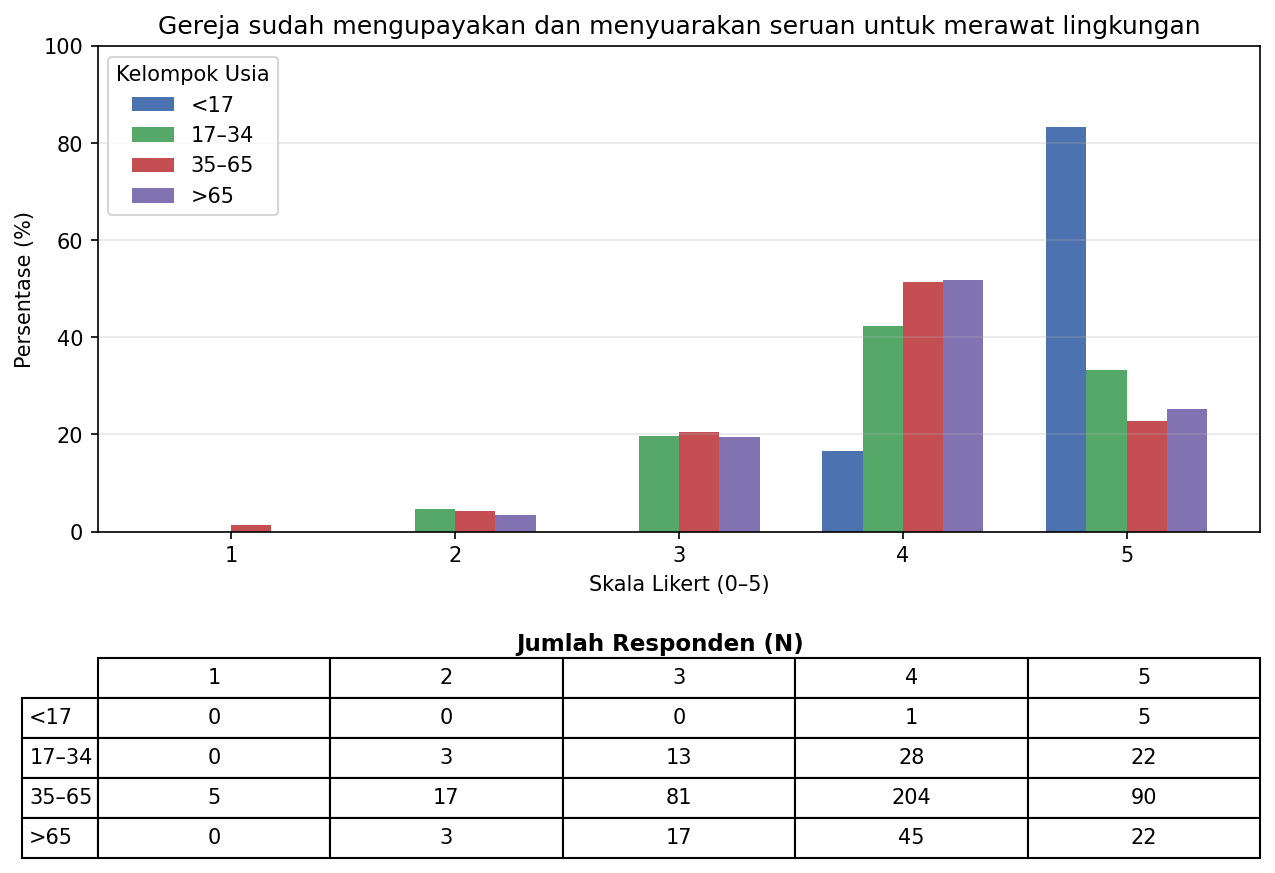 Gereja sudah mengupayakan dan menyuarakan seruan untuk merawat lingkungan
Kelompok Usia
<17
17–34
35–65
>65
Persentase (%)
100
80
60
40
20
0
1 2 3 4 5
Skala Likert (0–5)
Jumlah Responden (N)
1 2 3 4 5
<17 0 0 0 1 5
17–34 0 3 13 28 22
35–65 5 17 81 204 90
>65 0 3 17 45 22